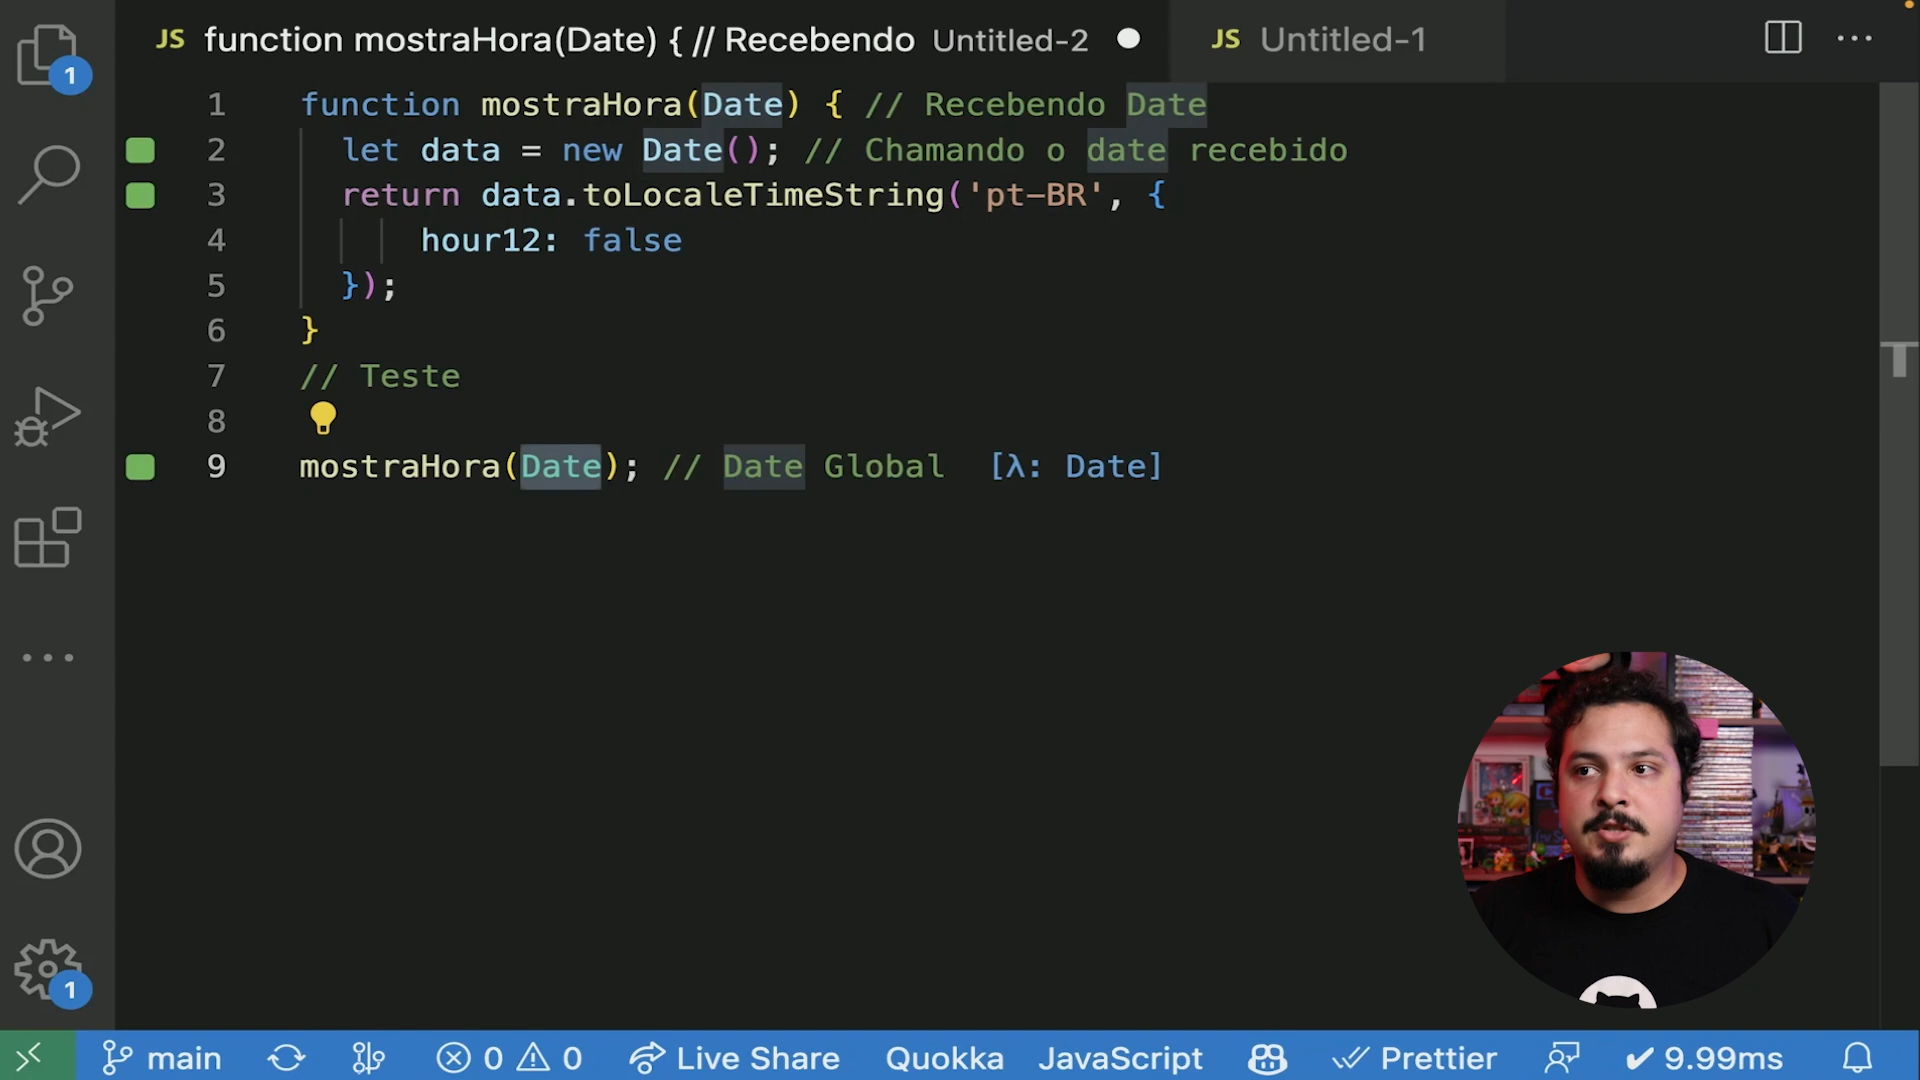 JS function mostraHora(Date) { // Recebendo Untitled-2
JS Untitled-1
1
1 function mostraHora(Date) { // Recebendo Date
2 let data = new Date(); // Chamando o date recebido
3 return data.toLocaleTimeString('pt-BR', {
4 hour12: false
5 });
6 }
7 // Teste
8
9 mostraHora(Date); // Date Global [λ: Date]
1
main 0 0 Live Share Quokka JavaScript Prettier 9.99ms